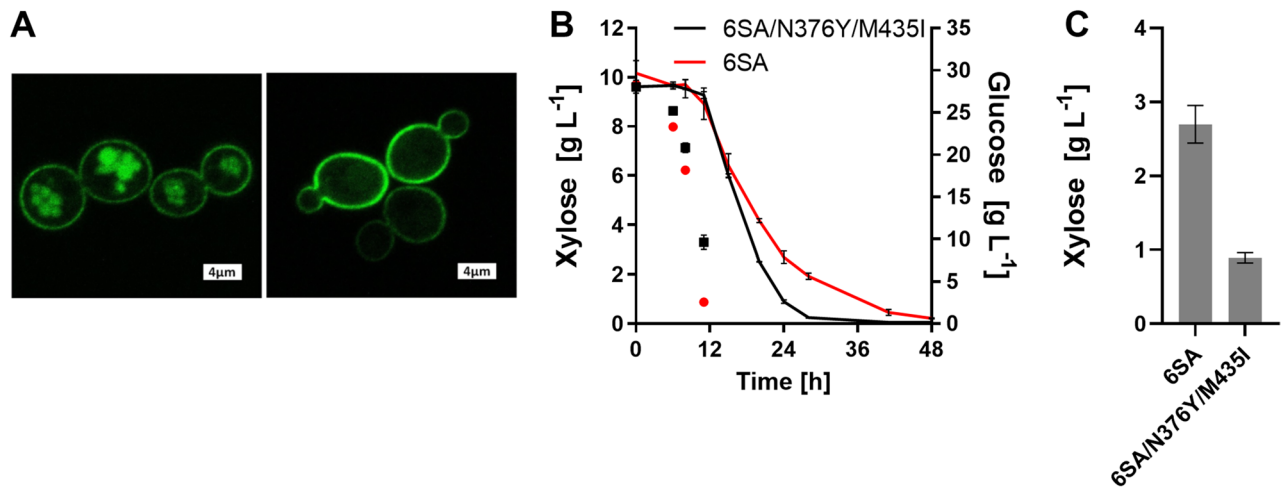 A
4μm
4μm
B
6SA/N376Y/M435I
6SA
Xylose [g L-1]
12
10
8
6
4
2
0
Glucose [g L-1]
35
30
25
20
15
10
5
0
0
12
24
36
48
Time [h]
C
Xylose [g L-1]
4
3
2
1
0
6SA
6SA/N376Y/M435I